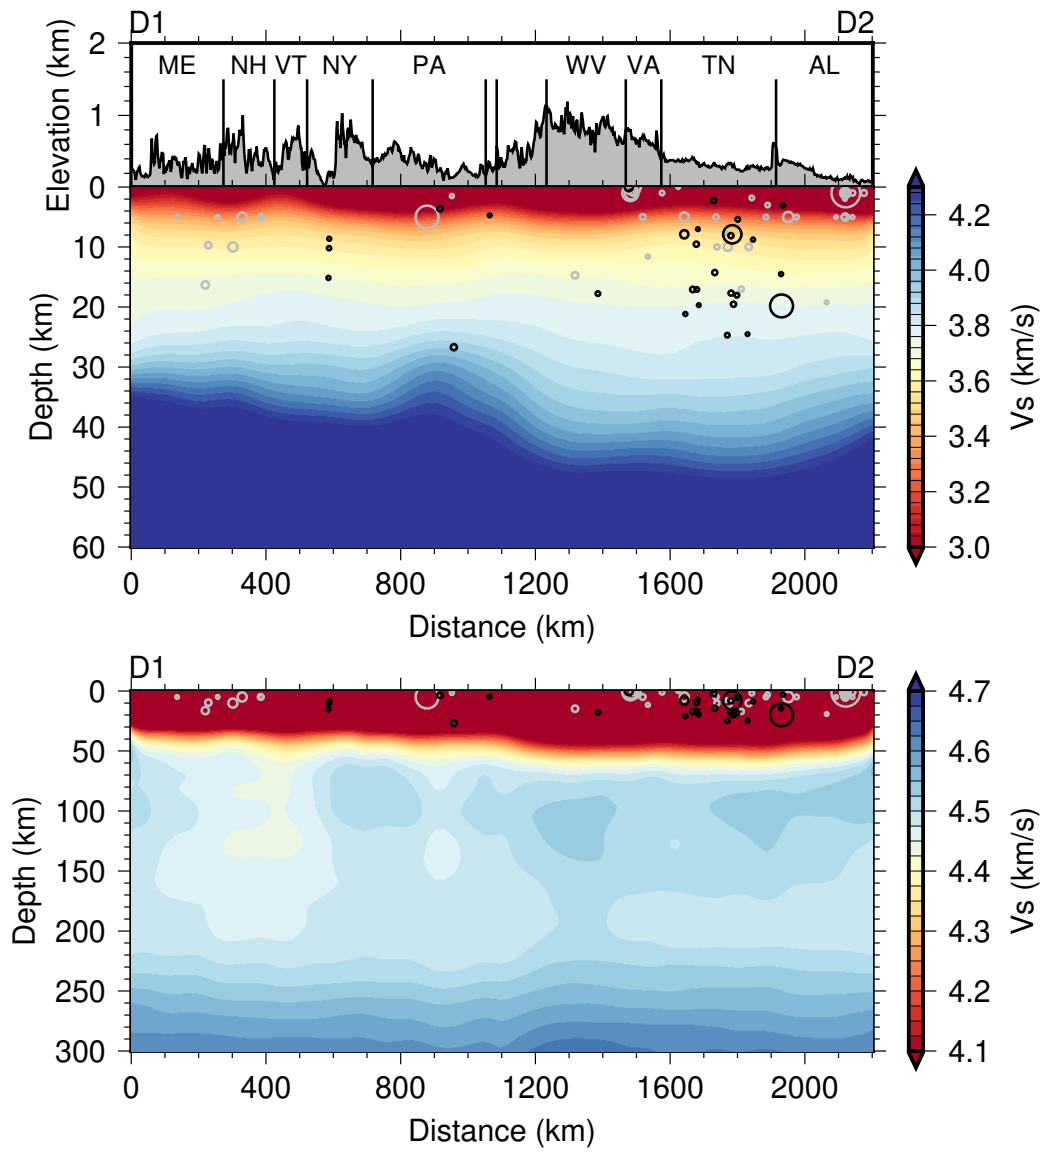 D1 D2
Elevation (km)
2
1
0
ME NH VT NY PA WV VA TN AL
Depth (km)
10
20
30
40
50
60
0 400 800 1200 1600 2000
Distance (km)
4.2
4.0
3.8
3.6
3.4
3.2
3.0
Vs (km/s)
D1 D2
Depth (km)
0
50
100
150
200
250
300
0 400 800 1200 1600 2000
Distance (km)
4.7
4.6
4.5
4.4
4.3
4.2
4.1
Vs (km/s)